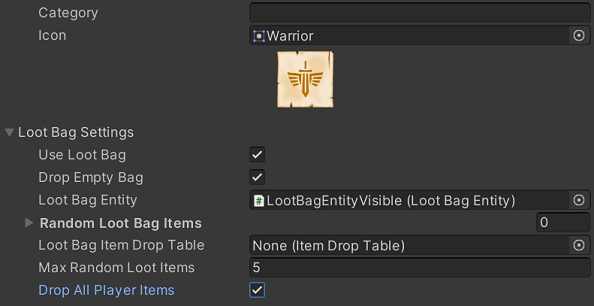 Category
Icon Warrior
Loot Bag Settings
Use Loot Bag
Drop Empty Bag
Loot Bag Entity # LootBagEntityVisible (Loot Bag Entity)
Random Loot Bag Items 0
Loot Bag Item Drop Table None (Item Drop Table)
Max Random Loot Items 5
Drop All Player Items